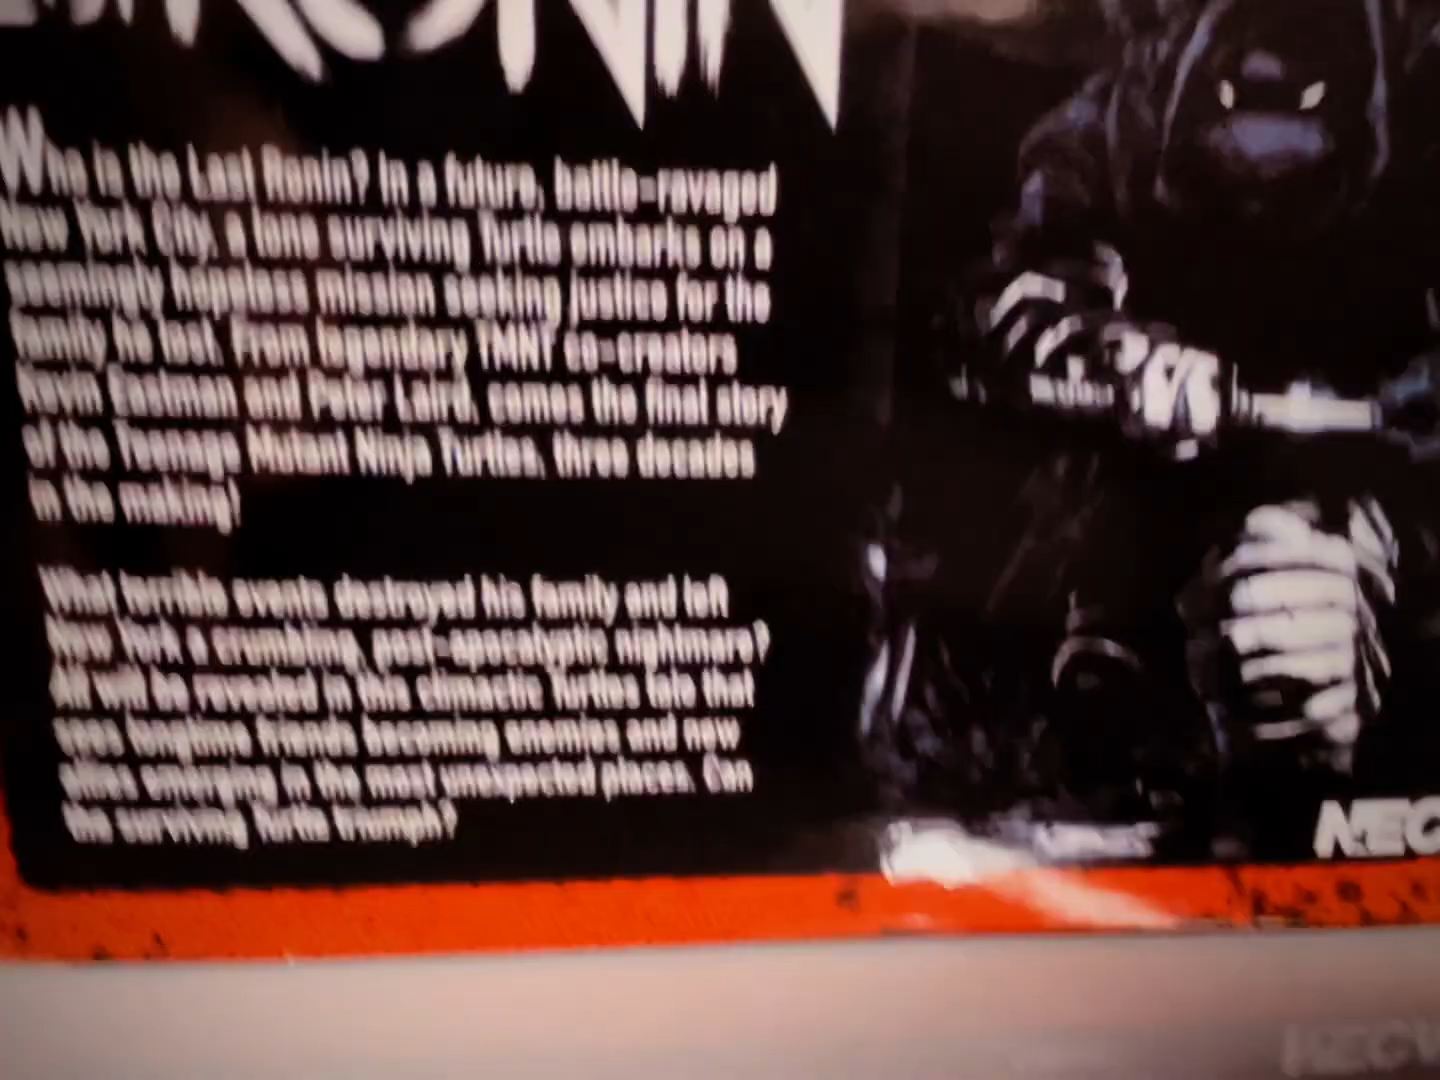 RONIN
Who is the Last Ronin? In a future, battle-ravaged
New York City, a lone surviving Turtle embarks on a
seemingly hopeless mission seeking justice for the
family he lost. From legendary TMNT co-creators
Kevin Eastman and Peter Laird, comes the final story
of the Teenage Mutant Ninja Turtles, three decades
in the making!
What terrible events destroyed his family and left
New York a crumbling, post-apocalyptic nightmare?
All will be revealed in this climactic Turtles tale that
sees longtime friends becoming enemies and new
allies emerging in the most unexpected places. Can
the surviving Turtle triumph?
NEC